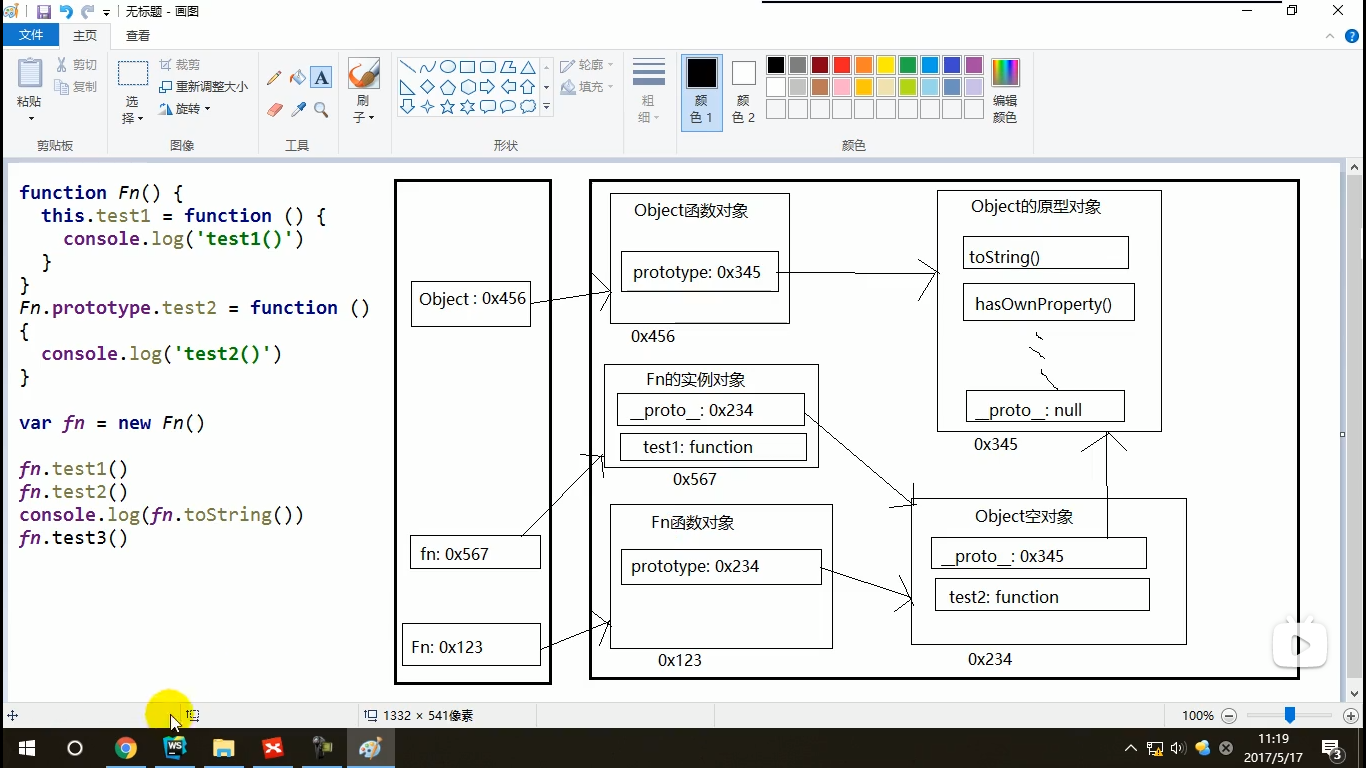 无标题 - 画图
文件 主页 查看
粘贴
剪切
复制
剪贴板
选择
裁剪
重新调整大小
旋转
图像
A
工具
刷子
轮廓
填充
形状
粗细
颜色 1
颜色 2
编辑颜色
颜色
function Fn() {
this.test1 = function () {
console.log('test1()')
}
}
Fn.prototype.test2 = function ()
{
console.log('test2()')
}
var fn = new Fn()
fn.test1()
fn.test2()
console.log(fn.toString())
fn.test3()
Object : 0x456
fn: 0x567
Fn: 0x123
Object函数对象
prototype: 0x345
0x456
Fn的实例对象
__proto__: 0x234
test1: function
0x567
Fn函数对象
prototype: 0x234
0x123
Object的原型对象
toString()
hasOwnProperty()
__proto__: null
0x345
Object空对象
__proto__: 0x345
test2: function
0x234
1332 × 541像素
100%
WS
11:19
2017/5/17
3